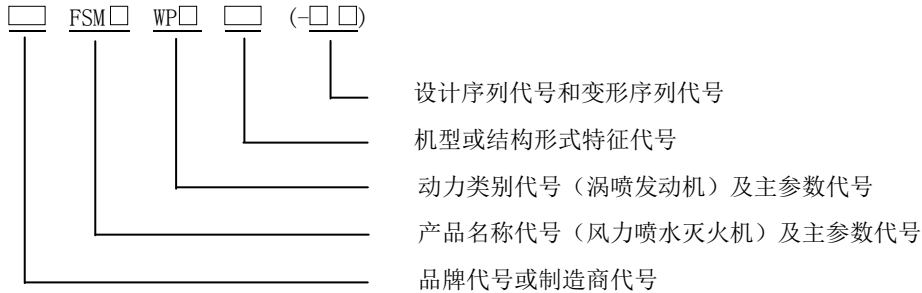 □ FSM□ WP□ □ (-□ □)
设计序列代号和变形序列代号
机型或结构形式特征代号
动力类别代号（涡喷发动机）及主参数代号
产品名称代号（风力喷水灭火机）及主参数代号
品牌代号或制造商代号